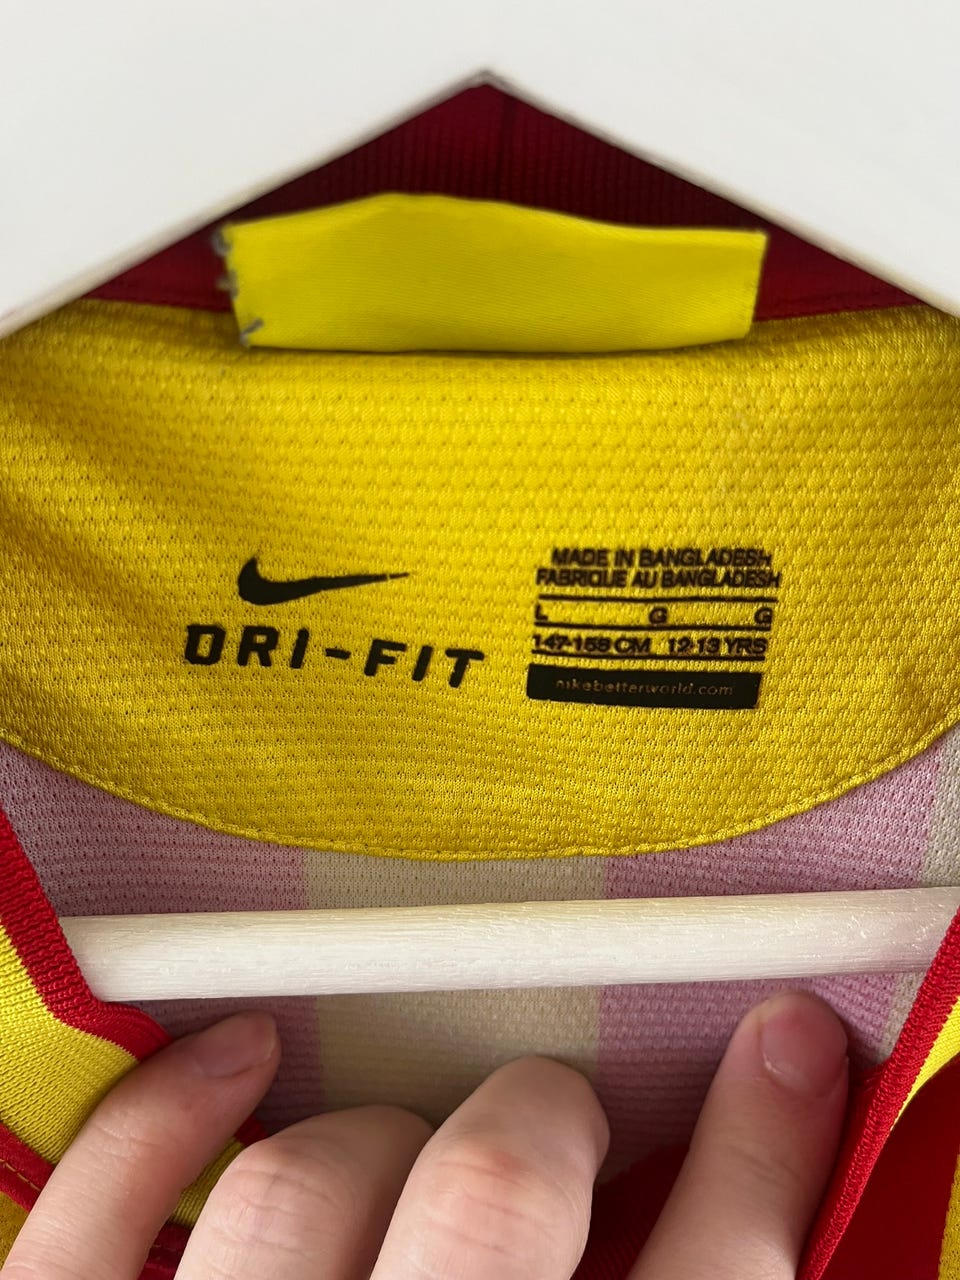 DRI-FIT
MADE IN BANGLADESH
FABRIQUE AU BANGLADESH
L G G
147-158 CM 12-13 YRS
nikebetterworld.com